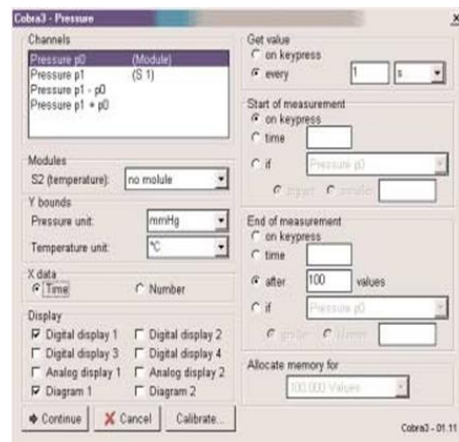 Cobra3 - Pressure
X
Channels
Pressure p0 (Module)
Pressure p1 (S 1)
Pressure p1 - p0
Pressure p1 + p0
Modules
S2 (temperature): no molule
Y bounds
Pressure unit: mmHg
Temperature unit: °C
X data
Time Number
Display
Digital display 1 Digital display 2
Digital display 3 Digital display 4
Analog display 1 Analog display 2
Diagram 1 Diagram 2
Continue Cancel Calibrate...
Get value
on keypress
every 1 s
Start of measurement
on keypress
time
if Pressure p0
End of measurement
on keypress
time
after 100 values
if Pressure p0
Allocate memory for
100.000 Values
Cobra3 - 01.11